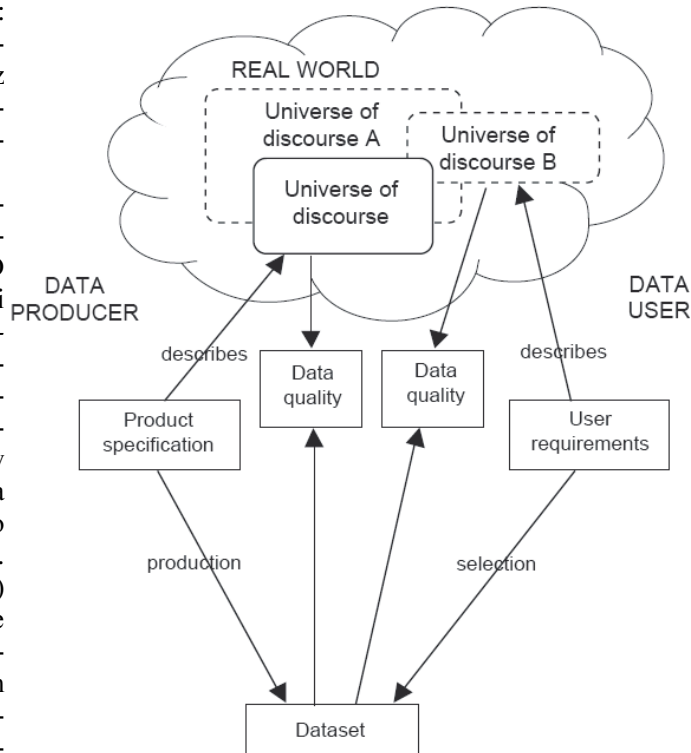 REAL WORLD
Universe of
discourse A
Universe of
discourse B
Universe of
discourse
DATA
PRODUCER
DATA
USER
describes
describes
Data
quality
Data
quality
Product
specification
User
requirements
production
selection
Dataset